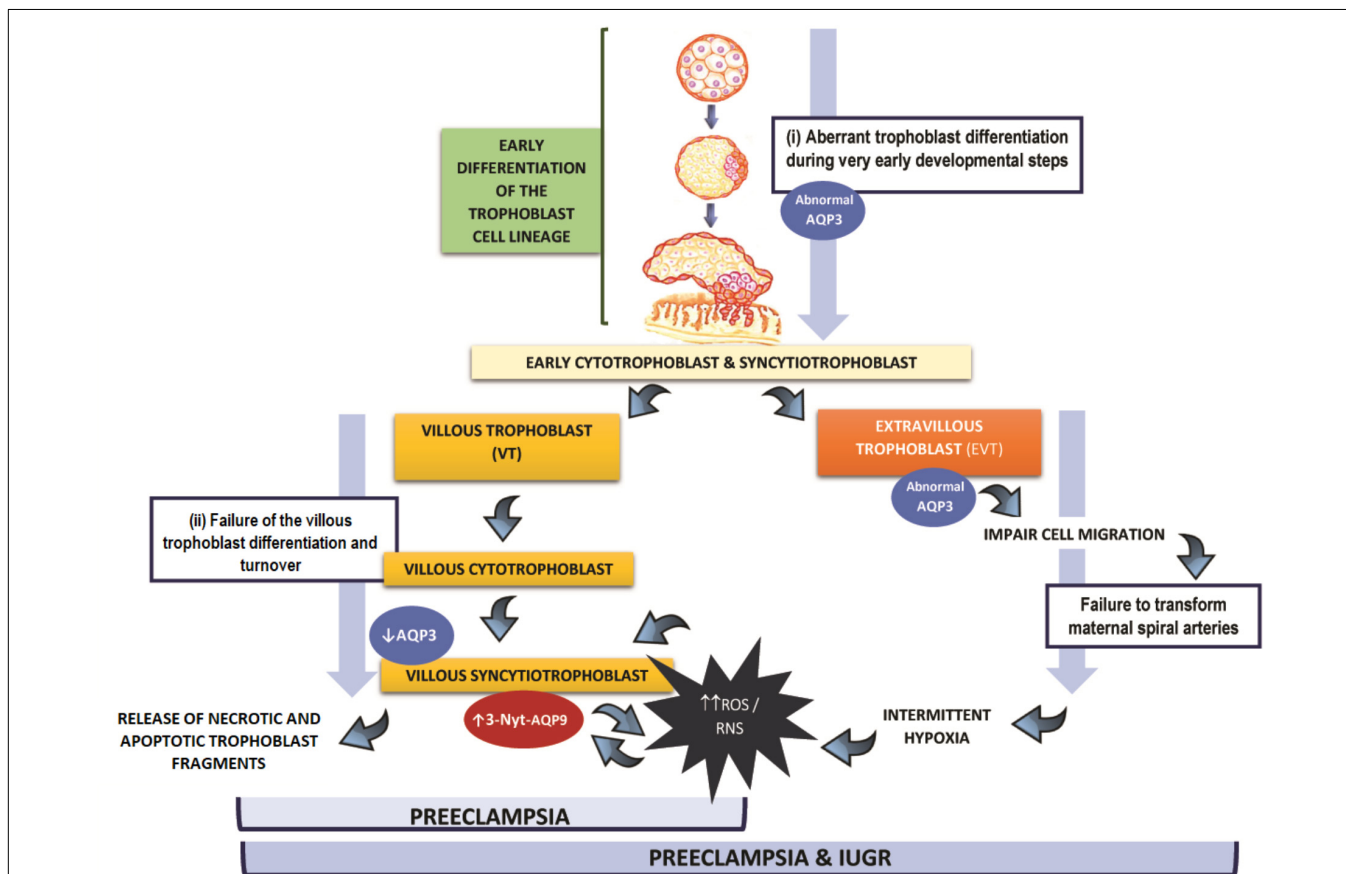 EARLY
DIFFERENTIATION
OF THE
TROPHOBLAST
CELL LINEAGE
(i) Aberrant trophoblast differentiation
during very early developmental steps
Abnormal
AQP3
EARLY CYTOTROPHOBLAST & SYNCYTIOTROPHOBLAST
VILLOUS TROPHOBLAST
(VT)
EXTRAVILLOUS
TROPHOBLAST (EVT)
Abnormal
AQP3
IMPAIR CELL MIGRATION
(ii) Failure of the villous
trophoblast differentiation and
turnover
VILLOUS CYTOTROPHOBLAST
Failure to transform
maternal spiral arteries
↓AQP3
VILLOUS SYNCYTIOTROPHOBLAST
↑3-Nyt-AQP9
↑↑ROS /
RNS
INTERMITTENT
HYPOXIA
RELEASE OF NECROTIC AND
APOPTOTIC TROPHOBLAST
FRAGMENTS
PREECLAMPSIA
PREECLAMPSIA & IUGR